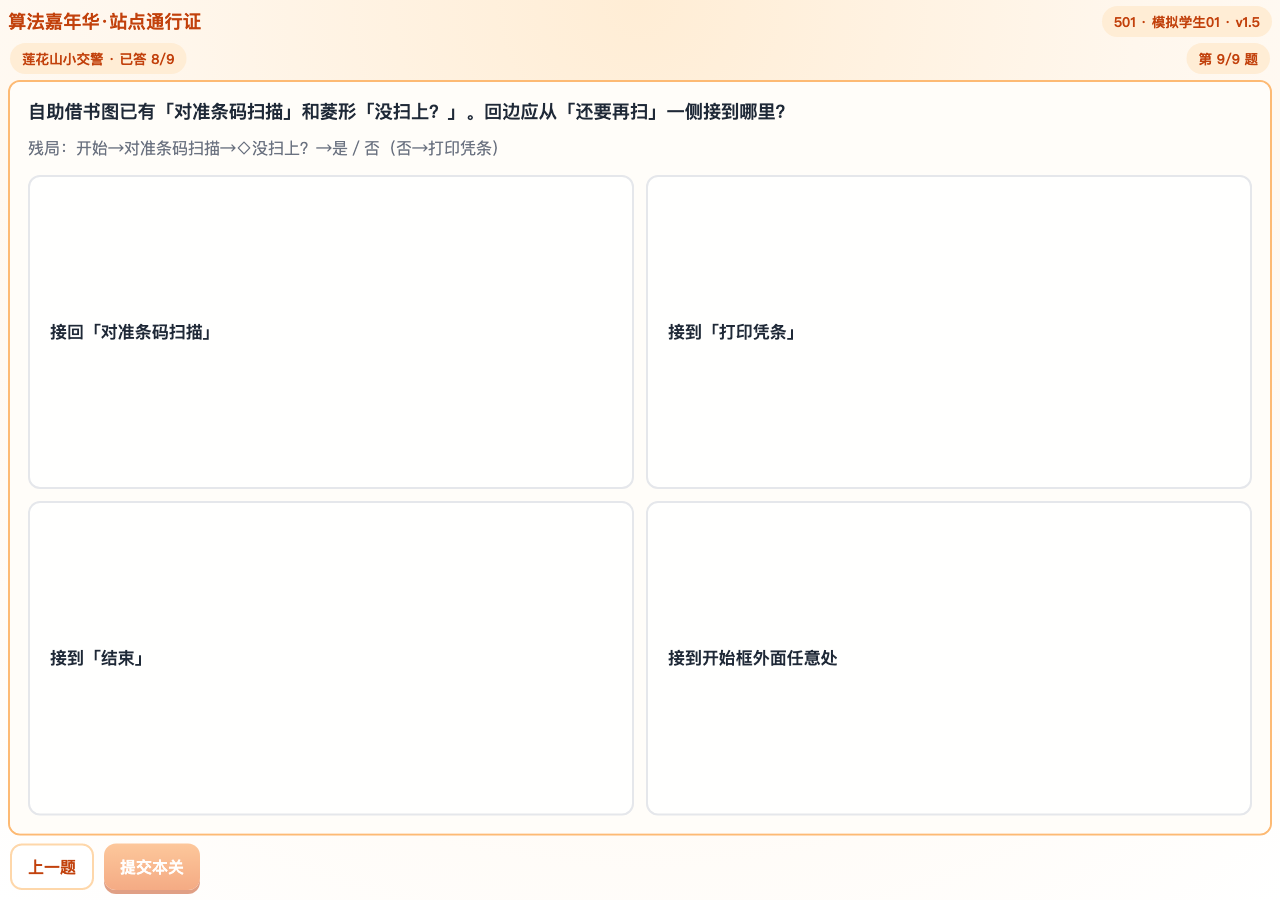 算法嘉年华·站点通行证
501 · 模拟学生01 · v1.5
莲花山小交警 · 已答 8/9
第 9/9 题
自助借书图已有「对准条码扫描」和菱形「没扫上？」。回边应从「还要再扫」一侧接到哪里？
残局：开始→对准条码扫描→◇没扫上？→是 / 否（否→打印凭条）
接回「对准条码扫描」
接到「打印凭条」
接到「结束」
接到开始框外面任意处
上一题
提交本关